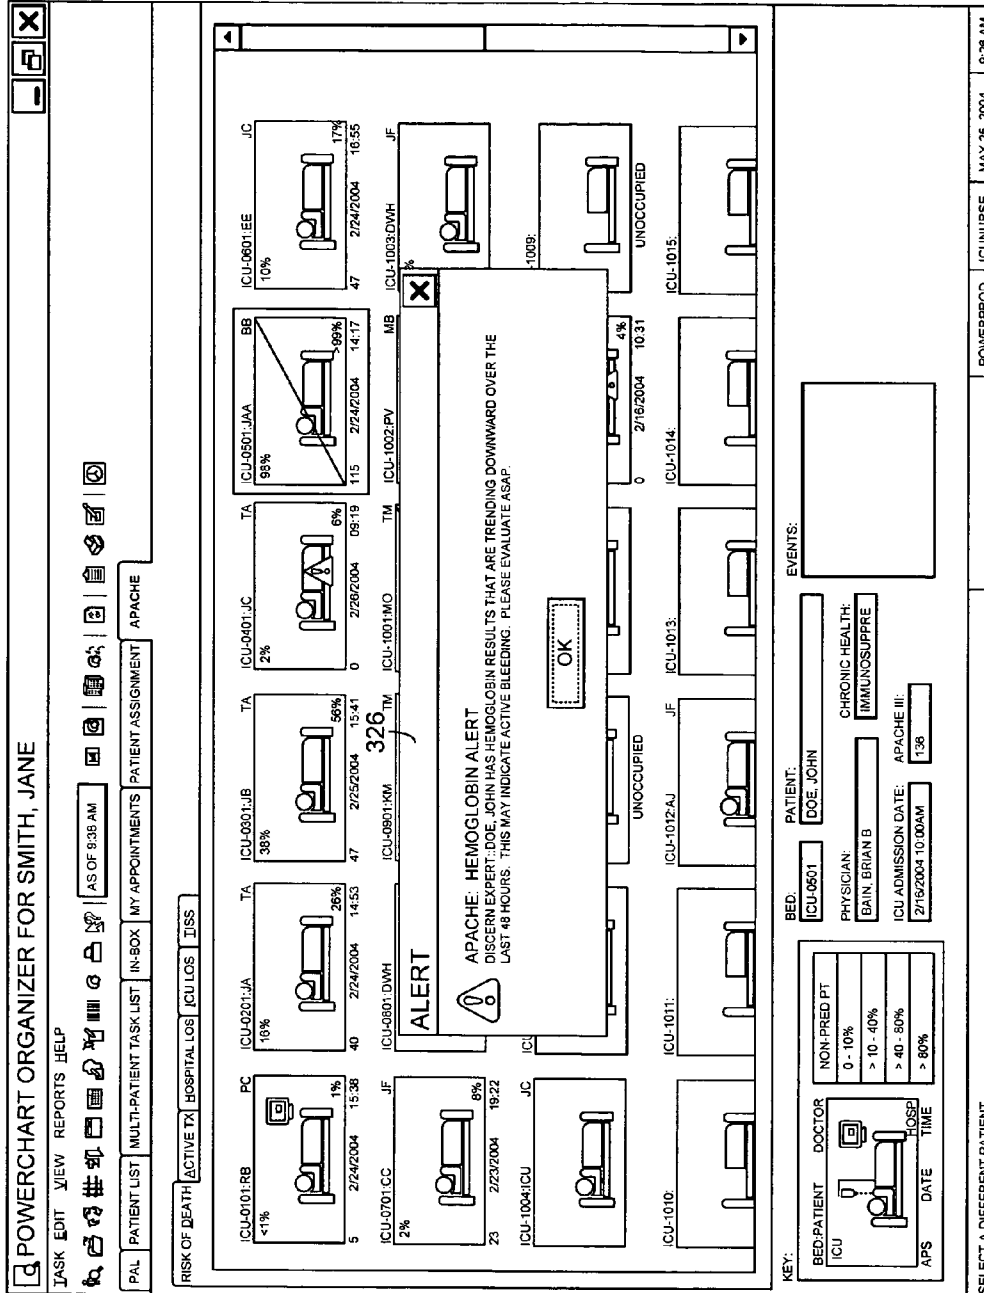 POWERCHART ORGANIZER FOR SMITH, JANE
TASK EDIT VIEW REPORTS HELP
AS OF 9:38 AM
PAL PATIENT LIST MULTI-PATIENT TASK LIST IN-BOX MY APPOINTMENTS PATIENT ASSIGNMENT APACHE
RISK OF DEATH ACTIVE TX HOSPITAL LOS ICU LOS TISS
ICU-0101:RB PC ICU-0201:JA TA ICU-0301:JB TA ICU-0401:JC TA ICU-0501:JAA BB ICU-0601:EE JC
<1% 16% 38% 2% 98% 10%
1% 26% 56% 6% >99% 17%
5 2/24/2004 15:38 40 2/24/2004 14:53 47 2/25/2004 15:41 0 2/26/2004 09:19 115 2/24/2004 14:17 47 2/24/2004 16:55
326
ICU-0701:CC JF ICU-0801:DWH ICU-0901:KM TM ICU-1001:MO TM ICU-1002:PV MB ICU-1003:DWH JF
2% %
8%
23 2/23/2004 19:22
ALERT
APACHE: HEMOGLOBIN ALERT
DISCERN EXPERT::DOE, JOHN HAS HEMOGLOBIN RESULTS THAT ARE TRENDING DOWNWARD OVER THE
LAST 48 HOURS. THIS MAY INDICATE ACTIVE BLEEDING. PLEASE EVALUATE ASAP.
OK
ICU-1004:ICU JC ICU 1009:
4%
UNOCCUPIED 0 2/16/2004 10:31 UNOCCUPIED
ICU-1010: ICU-1011: ICU-1012:AJ JF ICU-1013: ICU-1014: ICU-1015:
KEY:
BED:PATIENT DOCTOR
ICU
HOSP
APS DATE TIME
NON-PRED PT
0 - 10%
> 10 - 40%
> 40 - 80%
> 80%
BED: PATIENT: EVENTS:
ICU-0501 DOE, JOHN
PHYSICIAN: CHRONIC HEALTH:
BAIN, BRIAN B IMMUNOSUPPRE
ICU ADMISSION DATE: APACHE III:
2/16/2004 10:00AM 136
SELECT A DIFFERENT PATIENT POWERPROD ICUNURSE MAY 26, 2004